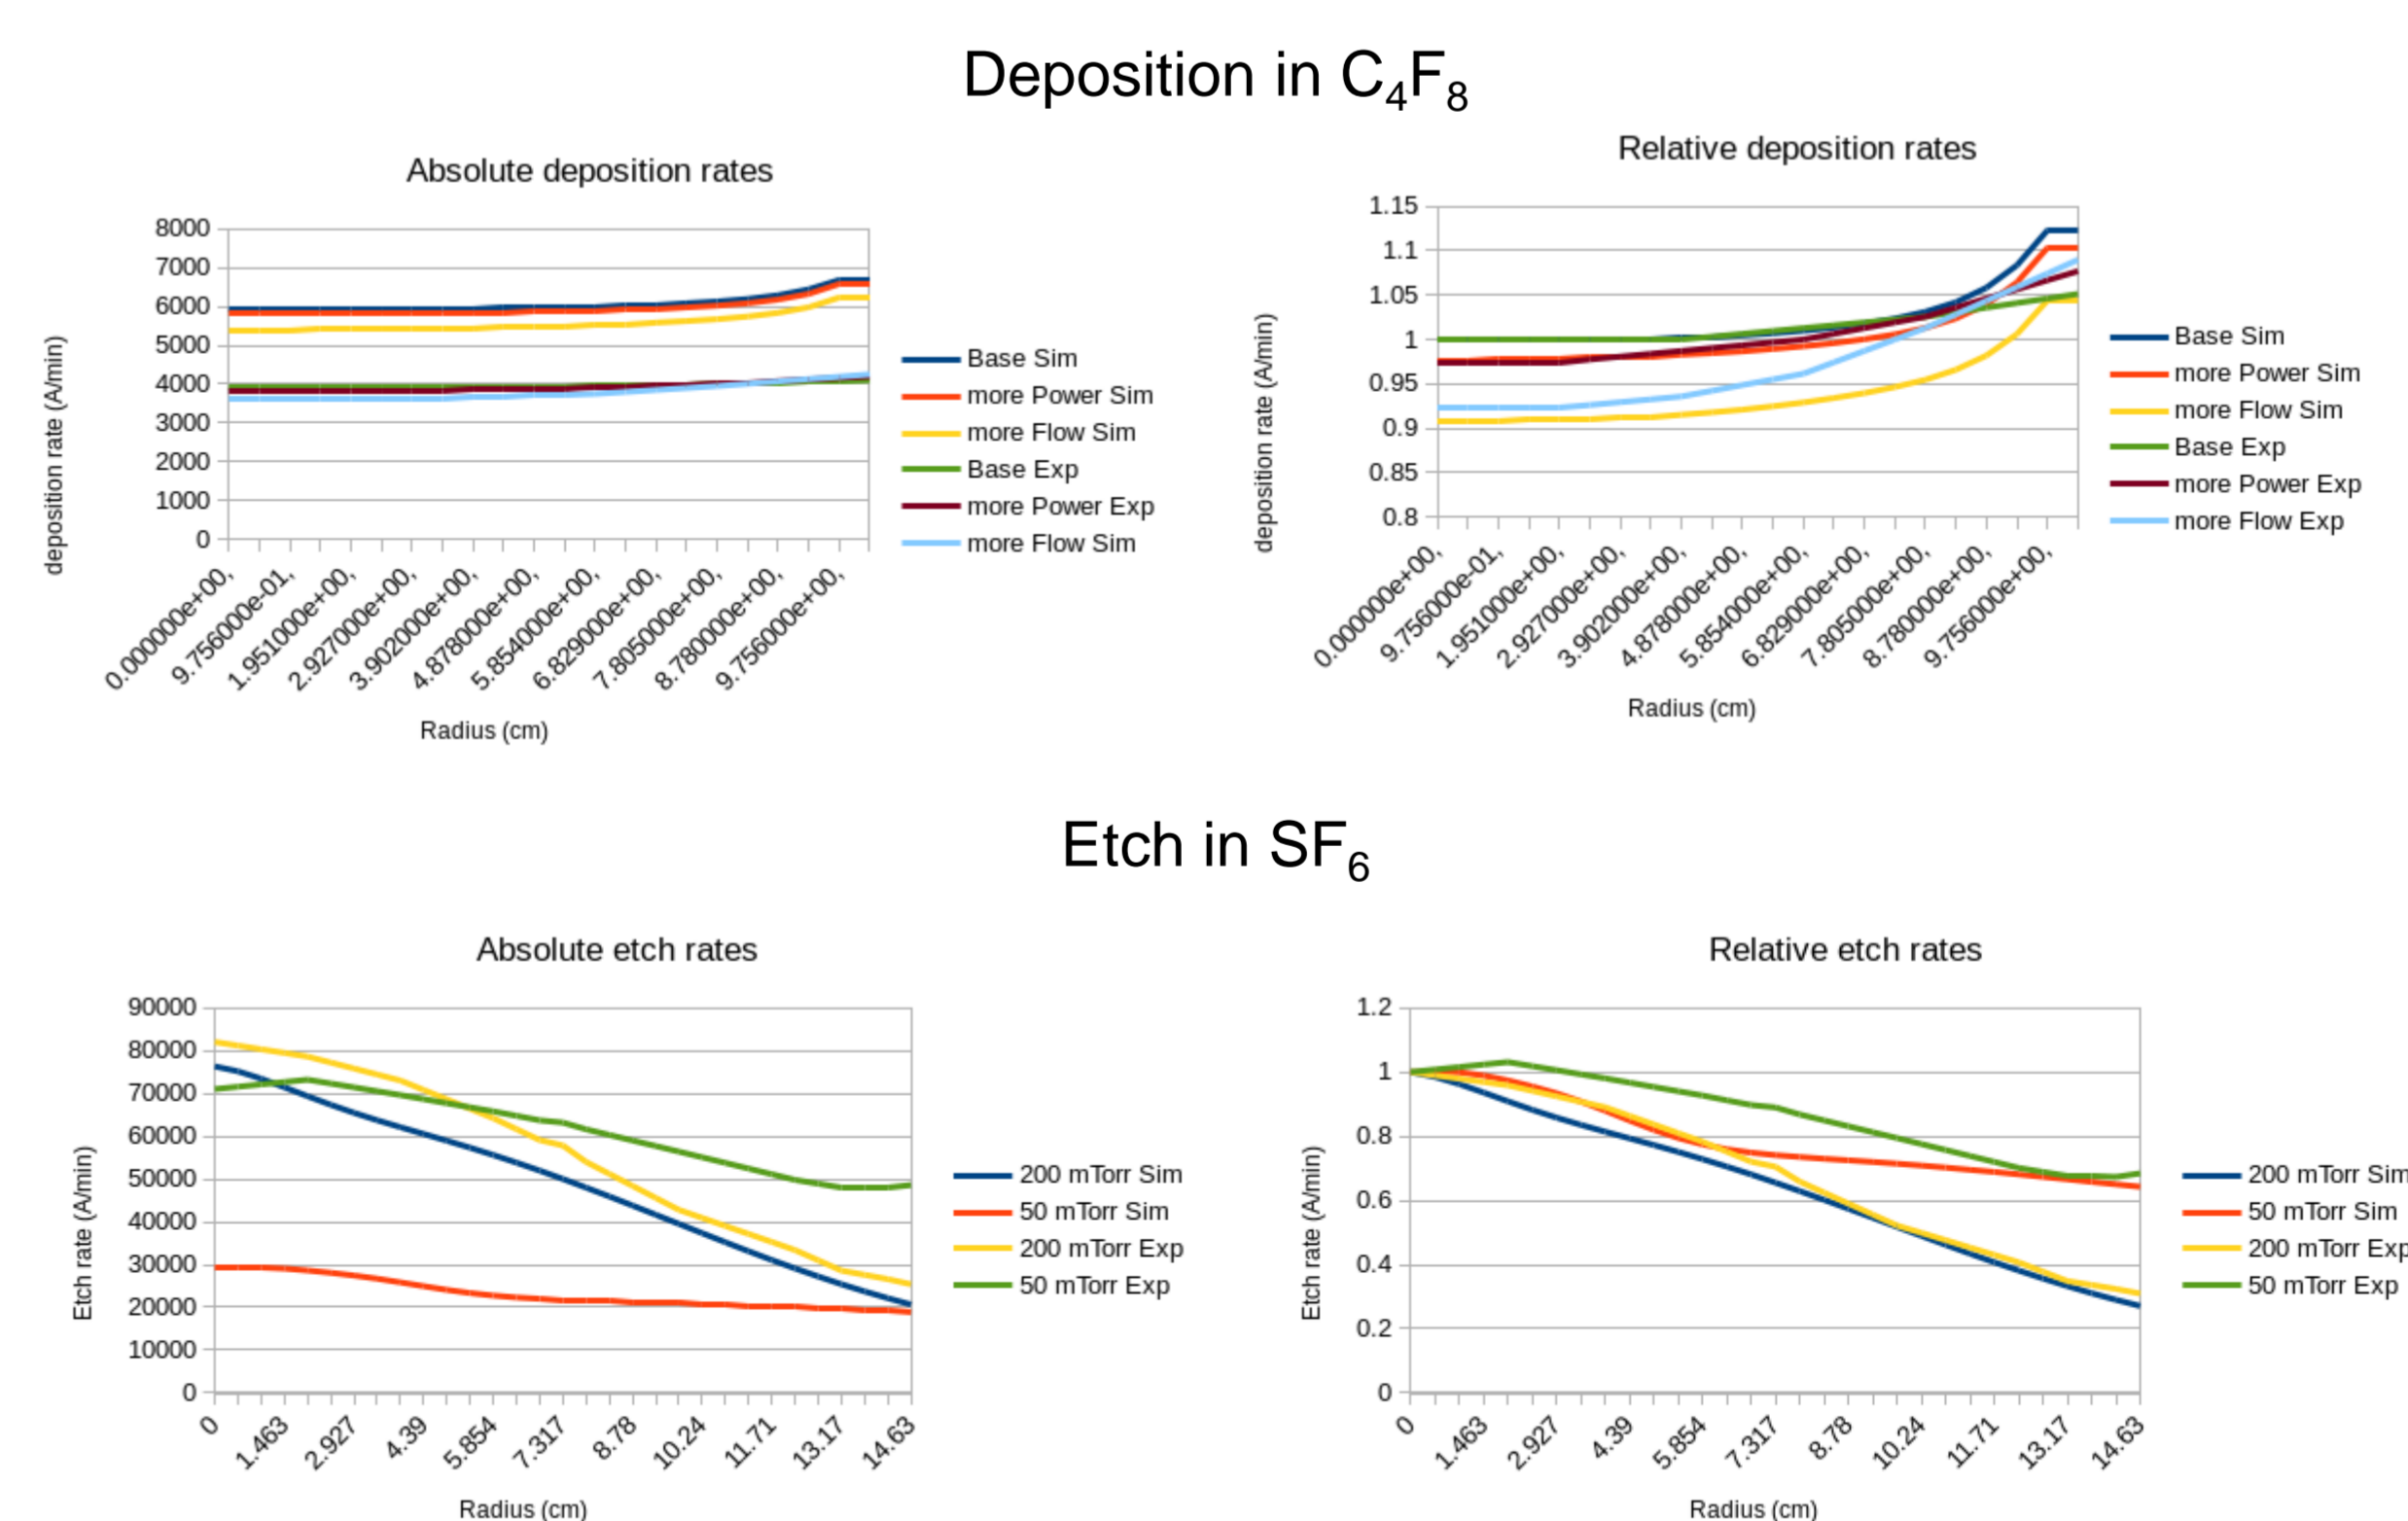 Deposition in C₄F₈
Absolute deposition rates
deposition rate (A/min)
8000
7000
6000
5000
4000
3000
2000
1000
0
0.000000e+00,
9.756000e-01,
1.951000e+00,
2.927000e+00,
3.902000e+00,
4.878000e+00,
5.854000e+00,
6.829000e+00,
7.805000e+00,
8.780000e+00,
9.756000e+00,
Radius (cm)
Base Sim
more Power Sim
more Flow Sim
Base Exp
more Power Exp
more Flow Sim
Relative deposition rates
deposition rate (A/min)
1.15
1.1
1.05
1
0.95
0.9
0.85
0.8
0.000000e+00,
9.756000e-01,
1.951000e+00,
2.927000e+00,
3.902000e+00,
4.878000e+00,
5.854000e+00,
6.829000e+00,
7.805000e+00,
8.780000e+00,
9.756000e+00,
Radius (cm)
Base Sim
more Power Sim
more Flow Sim
Base Exp
more Power Exp
more Flow Exp
Etch in SF₆
Absolute etch rates
Etch rate (A/min)
90000
80000
70000
60000
50000
40000
30000
20000
10000
0
0
1.463
2.927
4.39
5.854
7.317
8.78
10.24
11.71
13.17
14.63
Radius (cm)
200 mTorr Sim
50 mTorr Sim
200 mTorr Exp
50 mTorr Exp
Relative etch rates
Etch rate (A/min)
1.2
1
0.8
0.6
0.4
0.2
0
0
1.463
2.927
4.39
5.854
7.317
8.78
10.24
11.71
13.17
14.63
Radius (cm)
200 mTorr Sim
50 mTorr Sim
200 mTorr Exp
50 mTorr Exp